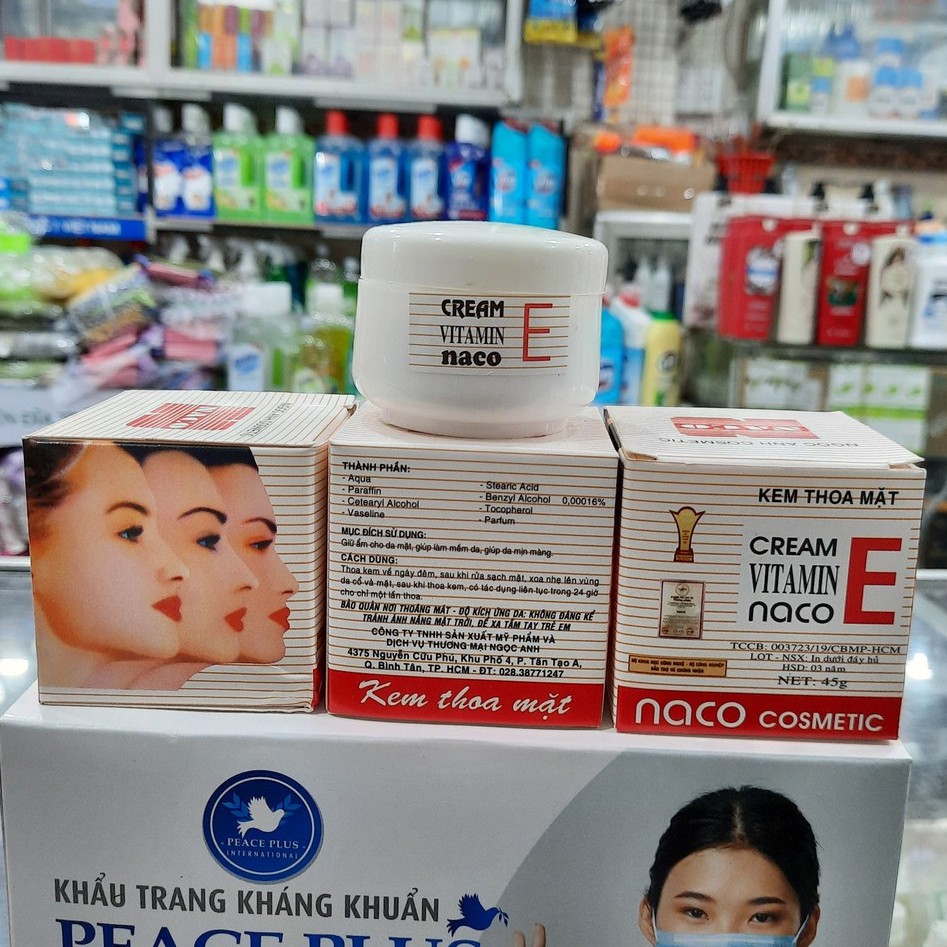 CREAM
VITAMIN
naco
E
NGOC ANH COSMETIC
THÀNH PHẦN:
- Aqua
- Paraffin
- Cetearyl Alcohol
- Vaseline
- Stearic Acid
- Benzyl Alcohol 0,00016%
- Tocopherol
- Parfum
MỤC ĐÍCH SỬ DỤNG:
Giữ ẩm cho da mặt, giúp làm mềm da, giúp da mịn màng.
CÁCH DÙNG:
Thoa kem về ngày đêm, sau khi rửa sạch mặt, xoa nhẹ lên vùng
da cổ và mặt, sau khi thoa kem, có tác dụng liên tục trong 24 giờ
cho chỉ một lần thoa.
BẢO QUẢN NƠI THOÁNG MÁT - ĐỘ KÍCH ỨNG DA: KHÔNG ĐÁNG KỂ
TRÁNH ÁNH NẮNG MẶT TRỜI, ĐỂ XA TẦM TAY TRẺ EM
CÔNG TY TNHH SẢN XUẤT MỸ PHẨM VÀ
DỊCH VỤ THƯƠNG MẠI NGỌC ANH
4375 Nguyễn Cửu Phú, Khu Phố 4, P. Tân Tạo A,
Q. Bình Tân, TP. HCM - ĐT: 028.38771247
Kem thoa mặt
NGOC ANH COSMETIC
KEM THOA MẶT
CREAM
VITAMIN
naco
E
TCCB: 003723/19/CBMP-HCM
LOT - NSX: In dưới đáy hủ
HSD: 03 năm
NET: 45g
naco COSMETIC
PEACE PLUS
INTERNATIONAL
KHẨU TRANG KHÁNG KHUẨN
PEACE PLUS